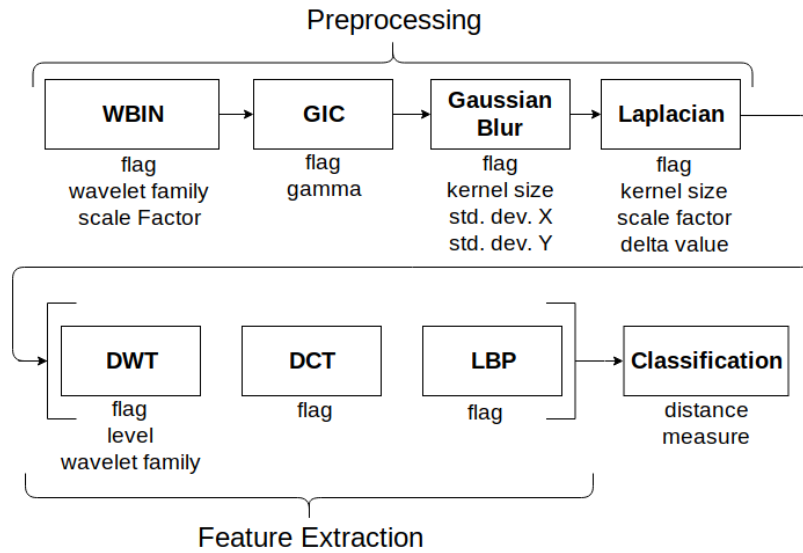 Preprocessing
WBIN
flag
wavelet family
scale Factor
GIC
flag
gamma
Gaussian
Blur
flag
kernel size
std. dev. X
std. dev. Y
Laplacian
flag
kernel size
scale factor
delta value
DWT
flag
level
wavelet family
DCT
flag
LBP
flag
Classification
distance
measure
Feature Extraction